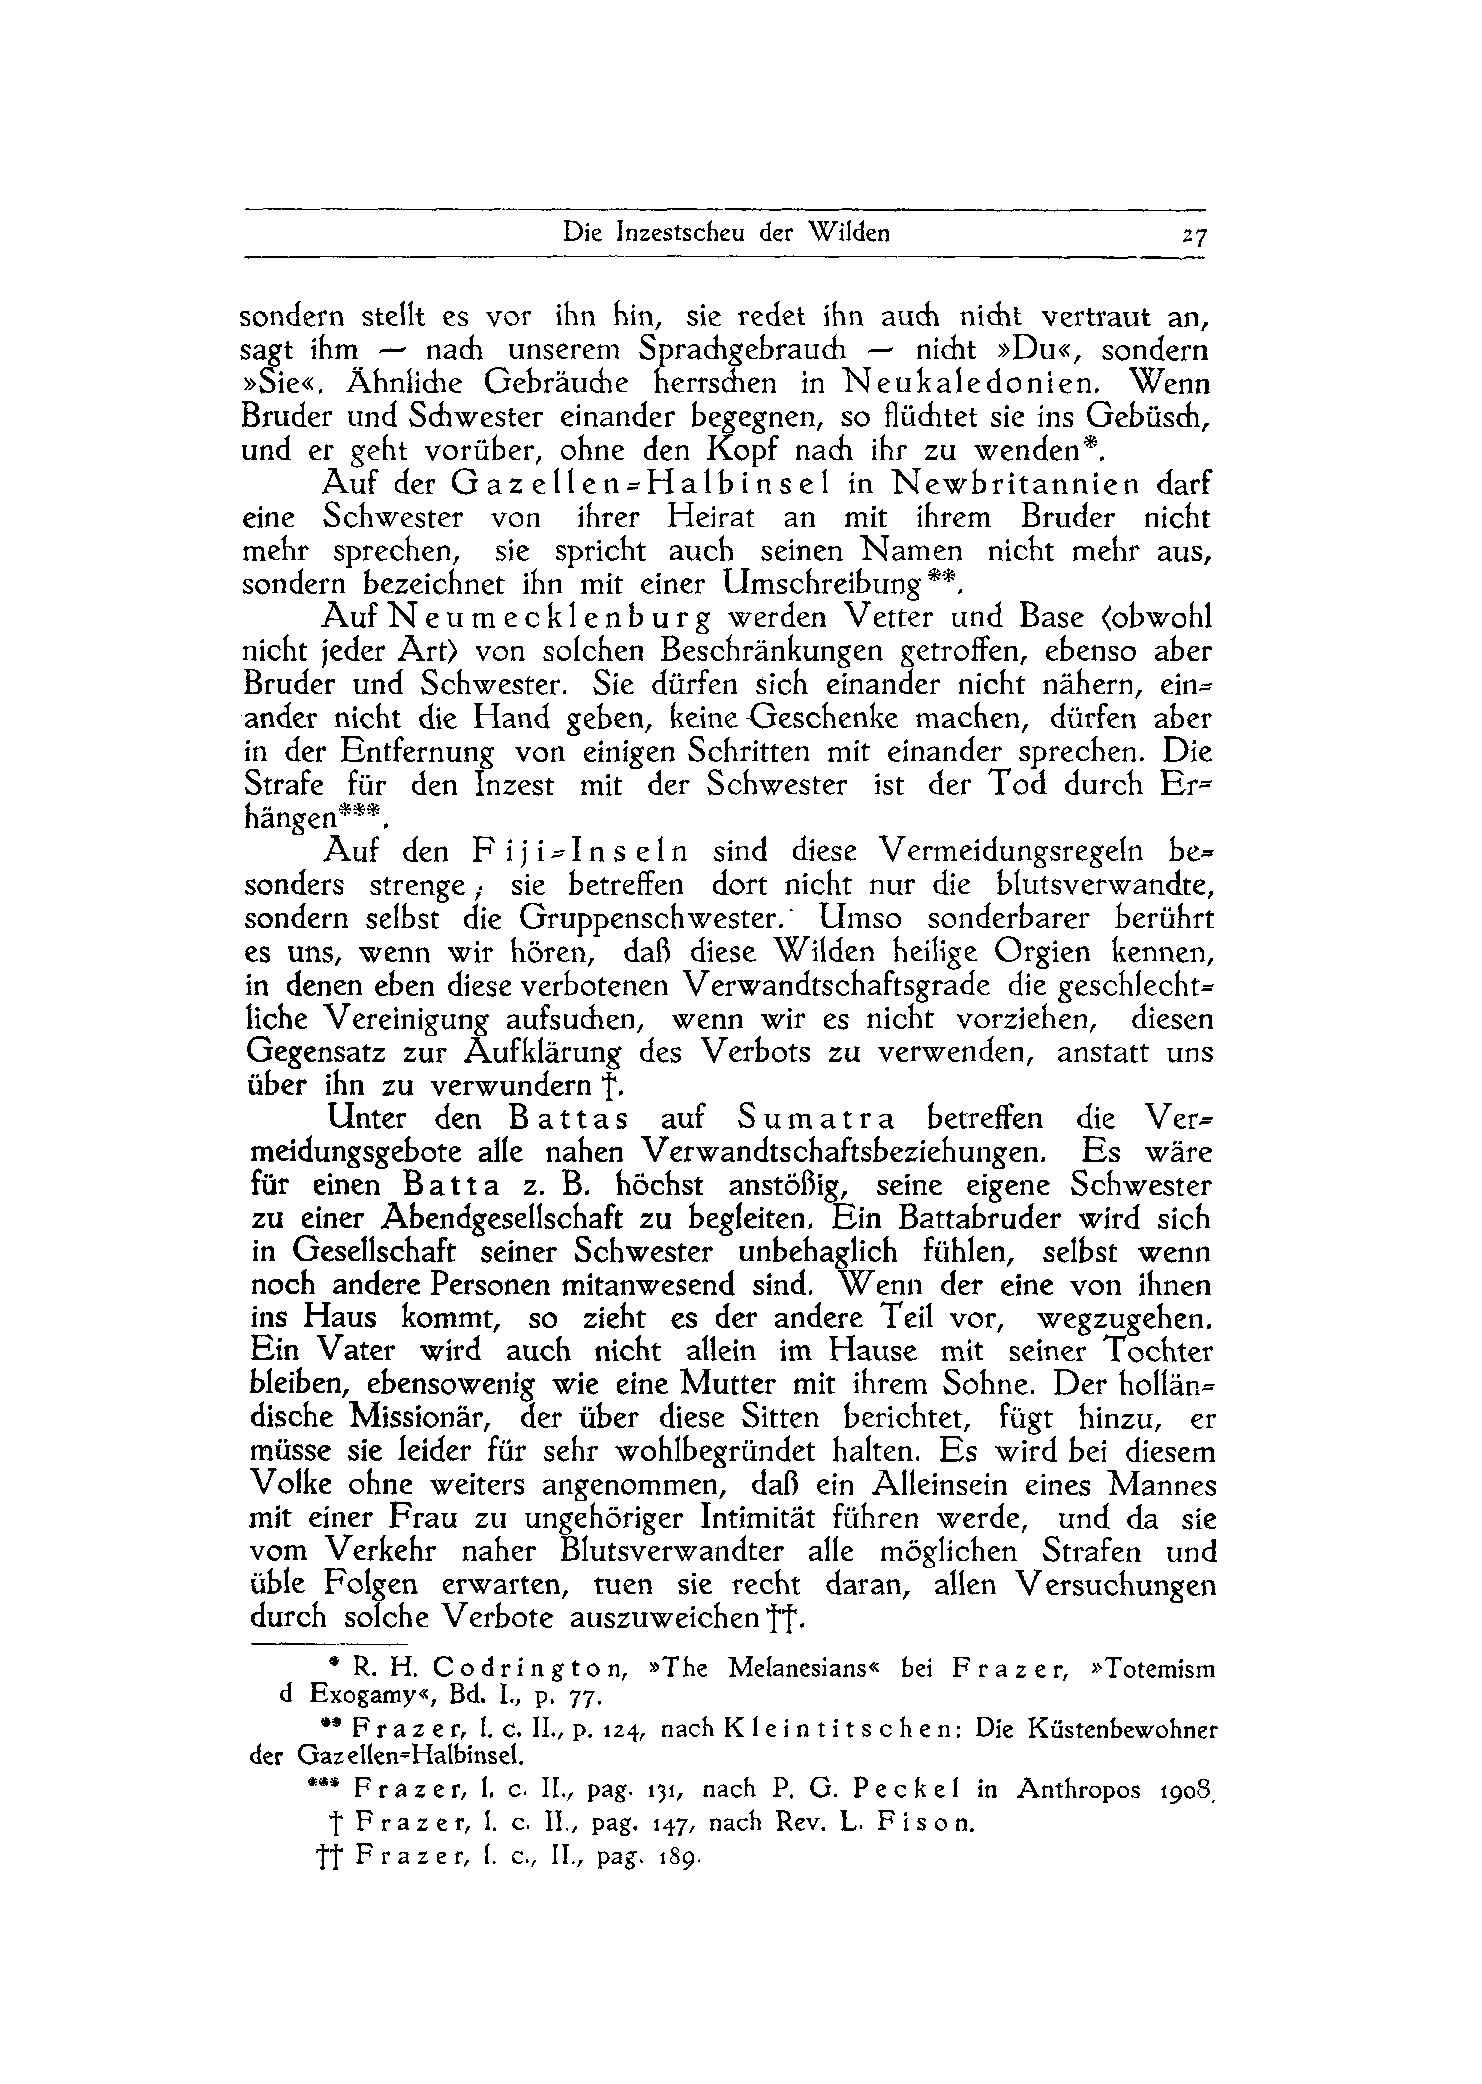 Die Inzestscheu der Wilden 27
sondern stellt es vor ihn hin, sie redet ihn auch nicht vertraut an,
sagt ihm — nach unserem Sprachgebrauch — nicht »Du«, sondern
»Sie«. Ähnliche Gebräuche herrschen in Neukaledonien. Wenn
Bruder und Schwester einander begegnen, so flüchtet sie ins Gebüsch,
und er geht vorüber, ohne den Kopf nach ihr zu wenden*.
Auf der Gazellen-Halbinsel in Newbritannien darf
eine Schwester von ihrer Heirat an mit ihrem Bruder nicht
mehr sprechen, sie spricht auch seinen Namen nicht mehr aus,
sondern bezeichnet ihn mit einer Umschreibung**.
Auf Neumecklenburg werden Vetter und Base (obwohl
nicht jeder Art) von solchen Beschränkungen getroffen, ebenso aber
Bruder und Schwester. Sie dürfen sich einander nicht nähern, ein-
ander nicht die Hand geben, keine Geschenke machen, dürfen aber
in der Entfernung von einigen Schritten mit einander sprechen. Die
Strafe für den Inzest mit der Schwester ist der Tod durch Er-
hängen***.
Auf den Fiji-Inseln sind diese Vermeidungsregeln be-
sonders strenge; sie betreffen dort nicht nur die blutsverwandte,
sondern selbst die Gruppenschwester. Umso sonderbarer berührt
es uns, wenn wir hören, daß diese Wilden heilige Orgien kennen,
in denen eben diese verbotenen Verwandtschaftsgrade die geschlecht-
liche Vereinigung aufsuchen, wenn wir es nicht vorziehen, diesen
Gegensatz zur Aufklärung des Verbots zu verwenden, anstatt uns
über ihn zu verwundern †.
Unter den Battas auf Sumatra betreffen die Ver-
meidungsgebote alle nahen Verwandtschaftsbeziehungen. Es wäre
für einen Batta z. B. höchst anstößig, seine eigene Schwester
zu einer Abendgesellschaft zu begleiten. Ein Battabruder wird sich
in Gesellschaft seiner Schwester unbehaglich fühlen, selbst wenn
noch andere Personen mitanwesend sind. Wenn der eine von ihnen
ins Haus kommt, so zieht es der andere Teil vor, wegzugehen.
Ein Vater wird auch nicht allein im Hause mit seiner Tochter
bleiben, ebensowenig wie eine Mutter mit ihrem Sohne. Der hollän-
dische Missionär, der über diese Sitten berichtet, fügt hinzu, er
müsse sie leider für sehr wohlbegründet halten. Es wird bei diesem
Volke ohne weiters angenommen, daß ein Alleinsein eines Mannes
mit einer Frau zu ungehöriger Intimität führen werde, und da sie
vom Verkehr naher Blutsverwandter alle möglichen Strafen und
üble Folgen erwarten, tuen sie recht daran, allen Versuchungen
durch solche Verbote auszuweichen††.
* R. H. Codrington, »The Melanesians« bei Frazer, »Totemism
d Exogamy«, Bd. I., p. 77.
** Frazer, l. c. II., p. 124, nach Kleintitschen: Die Küstenbewohner
der Gazellen-Halbinsel.
*** Frazer, l. c. II., pag. 131, nach P. G. Peckel in Anthropos 1908.
† Frazer, l. c. II., pag. 147, nach Rev. L. Fison.
†† Frazer, l. c., II., pag. 189.